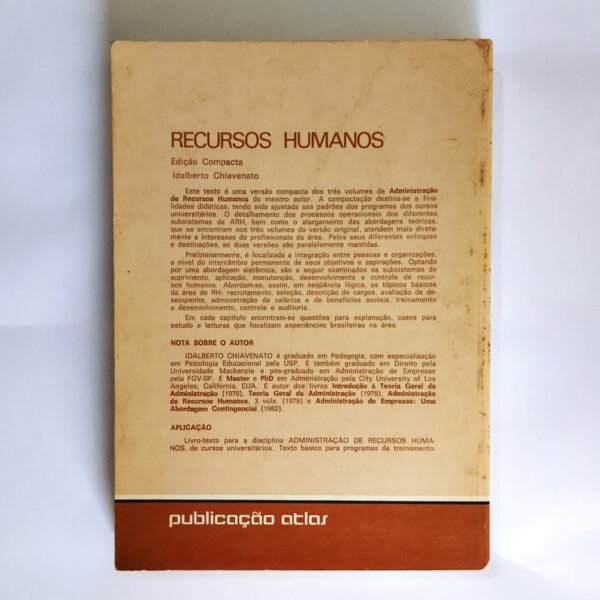 RECURSOS HUMANOS
Edição Compacta
Idalberto Chiavenato
Este texto é uma versão compacta dos três volumes de Administração
de Recursos Humanos do mesmo autor. A compactação destina-se a fina-
lidades didáticas, tendo sido ajustada aos padrões dos programas dos cursos
universitários. O detalhamento dos processos operacionais dos diferentes
subsistemas da ARH, bem como o alargamento das abordagens teóricas,
que se encontram nos três volumes da versão original, atendem mais direta-
mente a interesses de profissionais da área. Pelos seus diferentes enfoques
e destinações, as duas versões são paralelamente mantidas.
Preliminarmente, é focalizada a integração entre pessoas e organizações,
a nível do intercâmbio permanente de seus objetivos e aspirações. Optando
por uma abordagem sistêmica, são a seguir examinados os subsistemas de
suprimento, aplicação, manutenção, desenvolvimento e controle de recur-
sos humanos. Abordam-se, assim, em seqüência lógica, os tópicos básicos
da área de RH: recrutamento, seleção, descrição de cargos, avaliação de de-
sempenho, administração de salários e de benefícios sociais, treinamento
e desenvolvimento, controle e auditoria.
Em cada capítulo encontram-se questões para explanação, casos para
estudo e leituras que focalizam experiências brasileiras na área.
NOTA SOBRE O AUTOR
IDALBERTO CHIAVENATO é graduado em Pedagogia, com especialização
em Psicologia Educacional pela USP. É também graduado em Direito pela
Universidade Mackenzie e pós-graduado em Administração de Empresas
pela FGV-SP. É Master e PhD em Administração pela City University of Los
Angeles, Califórnia, EUA. É autor dos livros Introdução à Teoria Geral da
Administração (1976), Teoria Geral da Administração (1979), Administração
de Recursos Humanos, 3 vols. (1979) e Administração de Empresas: Uma
Abordagem Contingencial (1982).
APLICAÇÃO
Livro-texto para a disciplina ADMINISTRAÇÃO DE RECURSOS HUMA-
NOS, de cursos universitários. Texto básico para programas de treinamento.
publicação atlas